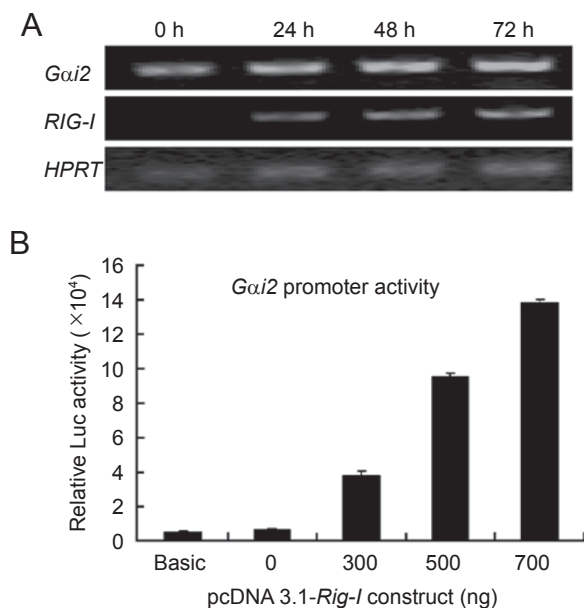 A
0 h 24 h 48 h 72 h
Gαi2
RIG-I
HPRT
B
Gαi2 promoter activity
Relative Luc activity (×10⁴)
16
14
12
10
8
6
4
2
0
Basic 0 300 500 700
pcDNA 3.1-Rig-I construct (ng)